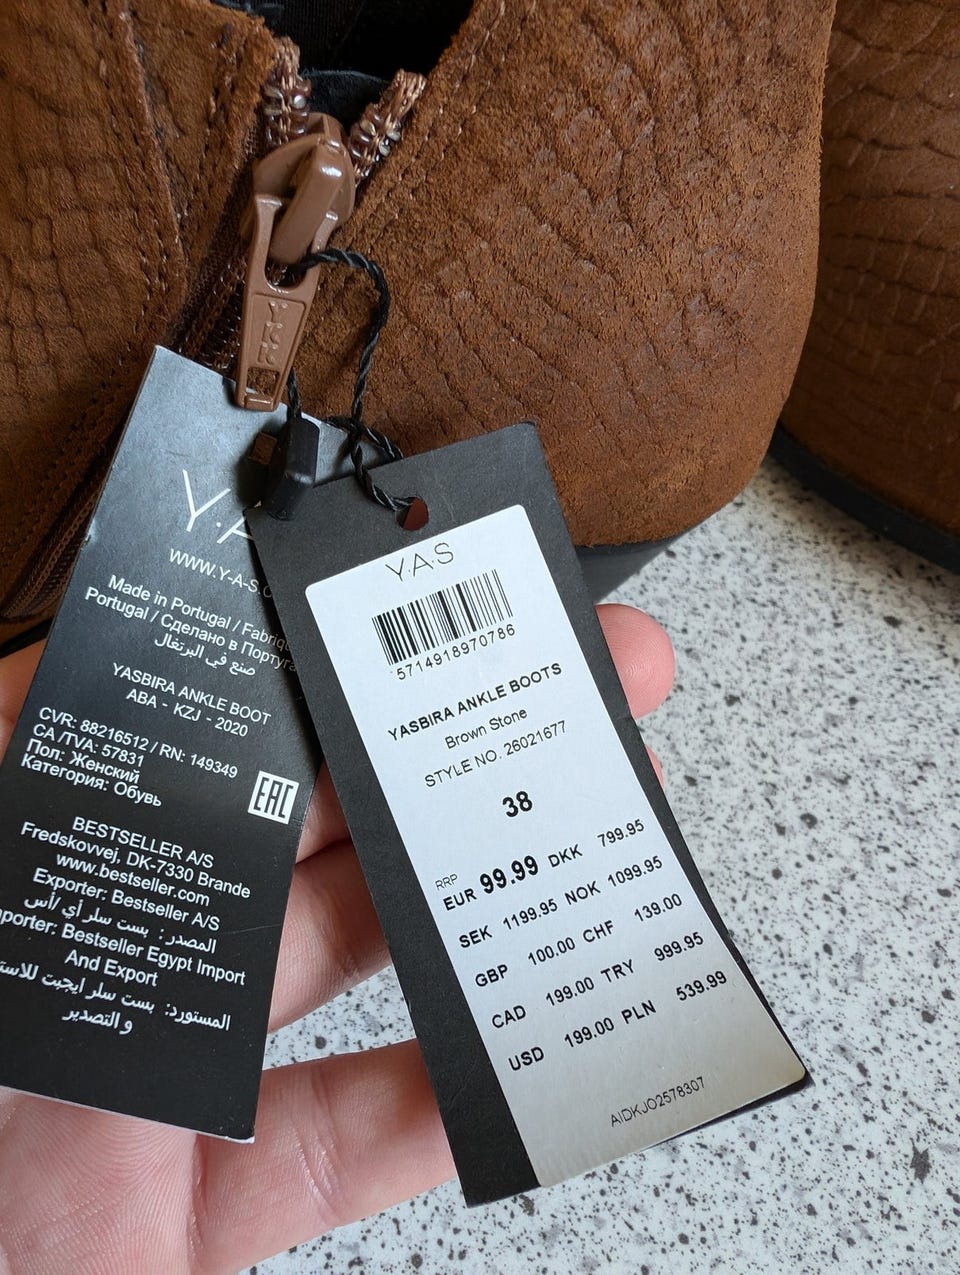 YKK
Y.A
WWW.Y-A-S.
Made in Portugal / Fabriq
Portugal / Сделано в Португа
صنع في البرتغال
YASBIRA ANKLE BOOT
ABA - KZJ - 2020
CVR: 88216512 / RN: 149349
CA /TVA: 57831
Пол: Женский
Категория: Обувь
EAC
BESTSELLER A/S
Fredskovvej, DK-7330 Brande
www.bestseller.com
Exporter: Bestseller A/S
المصدر: بست سلر أي /أس
porter: Bestseller Egypt Import
And Export
المستورد: بست سلر ايجيبت للاست
و التصدير
Y.A.S
5714918970786
YASBIRA ANKLE BOOTS
Brown Stone
STYLE NO. 26021677
38
RRP
EUR 99.99 DKK 799.95
SEK 1199.95 NOK 1099.95
GBP 100.00 CHF 139.00
CAD 199.00 TRY 999.95
USD 199.00 PLN 539.99
AIDKJO2578307